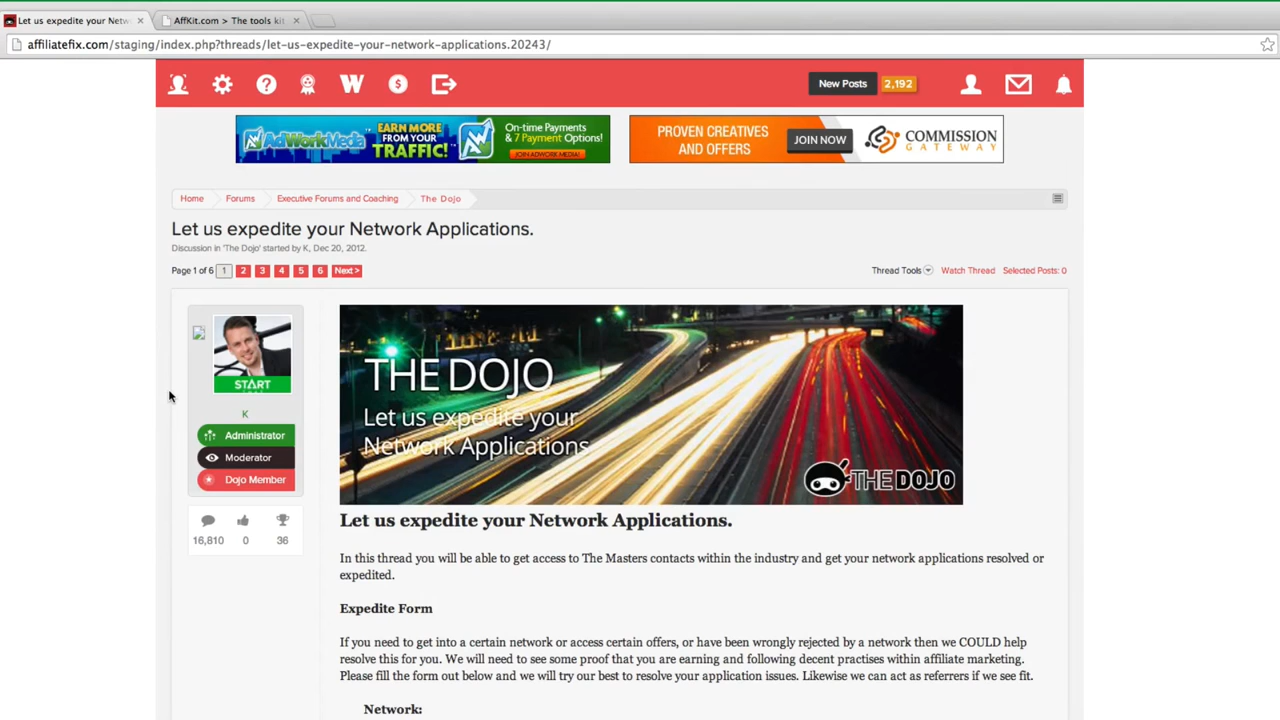 Let us expedite your Netw
AffKit.com > The tools kit
affiliatefix.com/staging/index.php?threads/let-us-expedite-your-network-applications.20243/
New Posts 2,192
AdWorkMedia EARN MORE FROM YOUR TRAFFIC! On-time Payments & 7 Payment Options! JOIN ADWORK MEDIA!
PROVEN CREATIVES AND OFFERS JOIN NOW COMMISSION GATEWAY
Home Forums Executive Forums and Coaching The Dojo
Let us expedite your Network Applications.
Discussion in 'The Dojo' started by K, Dec 20, 2012.
Page 1 of 6 1 2 3 4 5 6 Next > Thread Tools Watch Thread Selected Posts: 0
START
K
Administrator
Moderator
Dojo Member
16,810 0 36
THE DOJO
Let us expedite your
Network Applications
THE DOJO
Let us expedite your Network Applications.
In this thread you will be able to get access to The Masters contacts within the industry and get your network applications resolved or
expedited.
Expedite Form
If you need to get into a certain network or access certain offers, or have been wrongly rejected by a network then we COULD help
resolve this for you. We will need to see some proof that you are earning and following decent practises within affiliate marketing.
Please fill the form out below and we will try our best to resolve your application issues. Likewise we can act as referrers if we see fit.
Network: